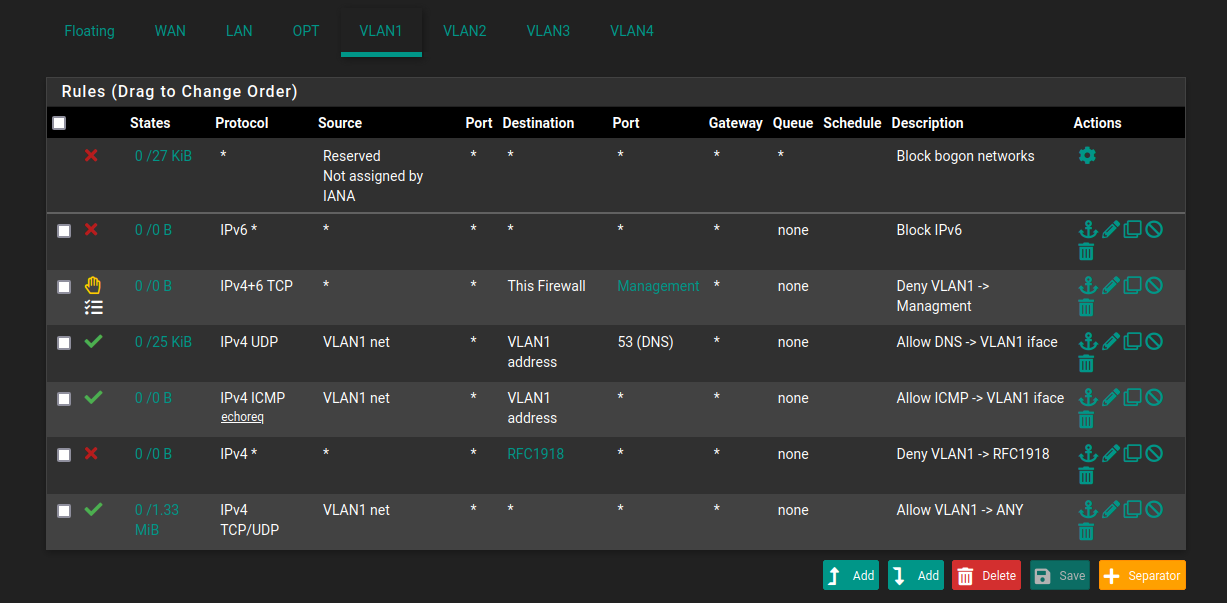 Floating WAN LAN OPT VLAN1 VLAN2 VLAN3 VLAN4
Rules (Drag to Change Order)
States Protocol Source Port Destination Port Gateway Queue Schedule Description Actions
0 /27 KiB * Reserved * * * * * Block bogon networks
Not assigned by
IANA
0 /0 B IPv6 * * * * * * none Block IPv6
0 /0 B IPv4+6 TCP * * This Firewall Management * none Deny VLAN1 ->
Managment
0 /25 KiB IPv4 UDP VLAN1 net * VLAN1 53 (DNS) * none Allow DNS -> VLAN1 iface
address
0 /0 B IPv4 ICMP VLAN1 net * VLAN1 * * none Allow ICMP -> VLAN1 iface
echoreq address
0 /0 B IPv4 * * * RFC1918 * * none Deny VLAN1 -> RFC1918
0 /1.33 IPv4 VLAN1 net * * * * none Allow VLAN1 -> ANY
MiB TCP/UDP
Add Add Delete Save Separator